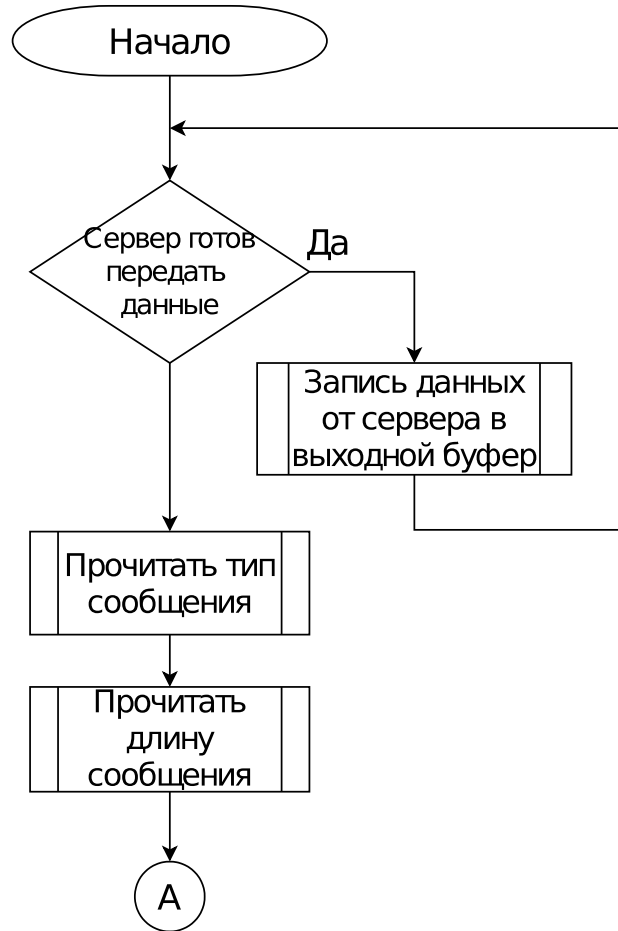 Начало
Сервер готов
передать
данные
Да
Запись данных
от сервера в
выходной буфер
Прочитать тип
сообщения
Прочитать
длину
сообщения
А